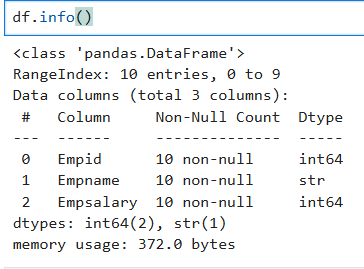 df.info()
<class 'pandas.DataFrame'>
RangeIndex: 10 entries, 0 to 9
Data columns (total 3 columns):
 #   Column     Non-Null Count  Dtype
---  ------     --------------  -----
 0   Empid      10 non-null     int64
 1   Empname    10 non-null     str
 2   Empsalary  10 non-null     int64
dtypes: int64(2), str(1)
memory usage: 372.0 bytes